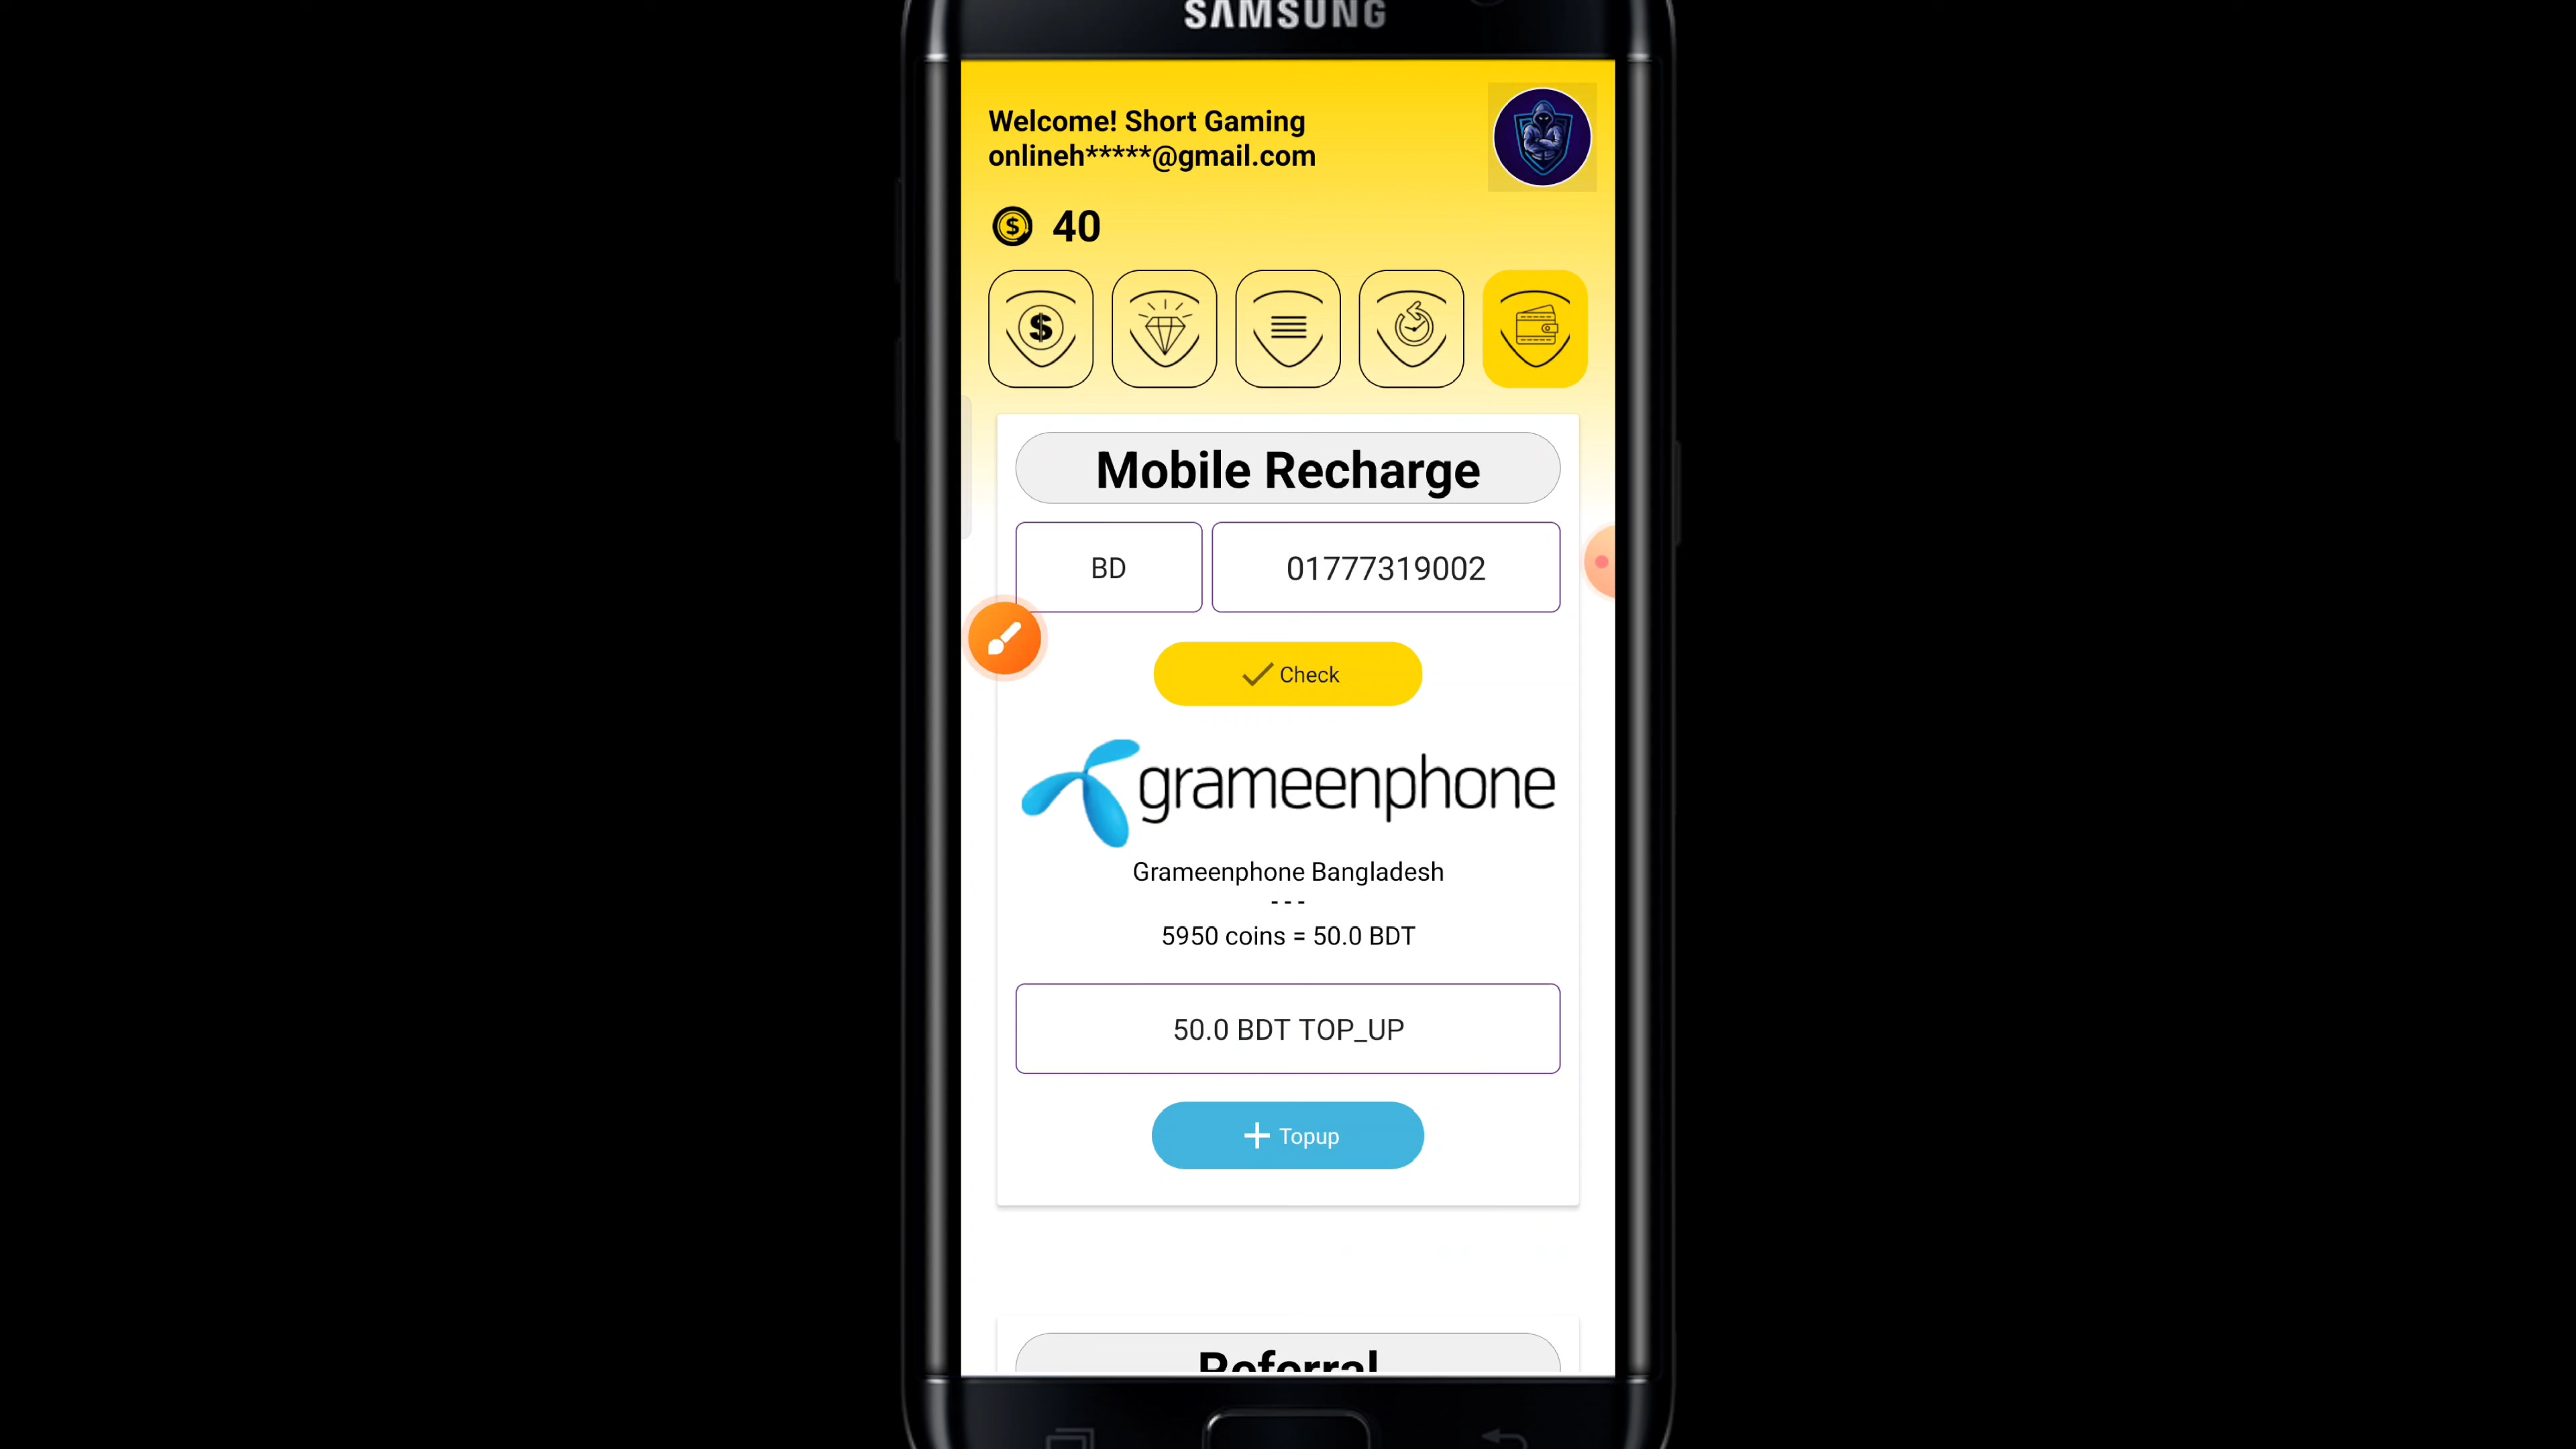 SAMSUNG
Welcome! Short Gaming
onlineh*****@gmail.com
40
Mobile Recharge
BD
01777319002
Check
grameenphone
Grameenphone Bangladesh
---
5950 coins = 50.0 BDT
50.0 BDT TOP_UP
+ Topup
Referral